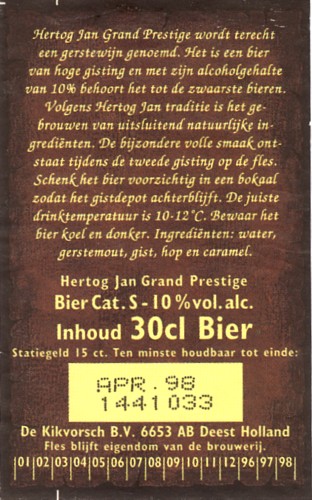 Hertog Jan Grand Prestige wordt terecht
een gerstewijn genoemd. Het is een bier
van hoge gisting en met zijn alcoholgehalte
van 10% behoort het tot de zwaarste bieren.
Volgens Hertog Jan traditie is het ge-
brouwen van uitsluitend natuurlijke in-
grediënten. De bijzondere volle smaak ont-
staat tijdens de tweede gisting op de fles.
Schenk het bier voorzichtig in een bokaal
zodat het gistdepot achterblijft. De juiste
drinktemperatuur is 10-12°C. Bewaar het
bier koel en donker. Ingrediënten: water,
gerstemout, gist, hop en caramel.
Hertog Jan Grand Prestige
Bier Cat. S - 10 % vol. alc.
Inhoud 30cl Bier
Statiegeld 15 ct. Ten minste houdbaar tot einde:
APR. 98
1441033
De Kikvorsch B.V. 6653 AB Deest Holland
Fles blijft eigendom van de brouwerij.
|01|02|03|04|05|06|07|08|09|10|11|12|96|97|98|